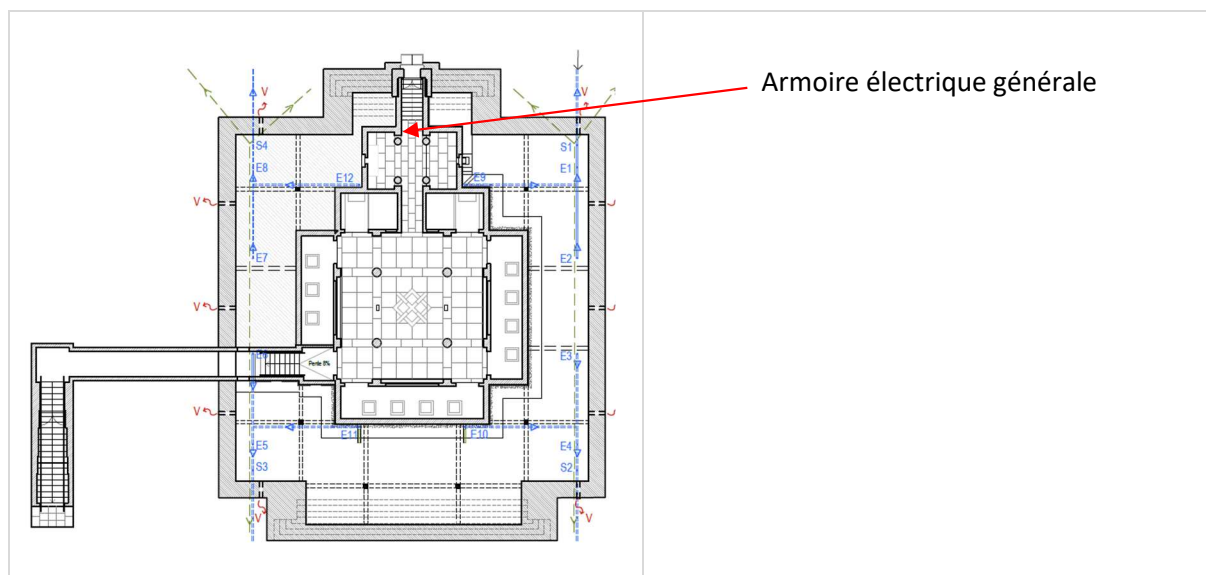 Armoire électrique générale
V
V
S4
S1
E8
E1
E12
E9
V
E7
E2
V
E6
Pente 8%
E3
V
E11
E10
E5
E4
S3
S2
V
V